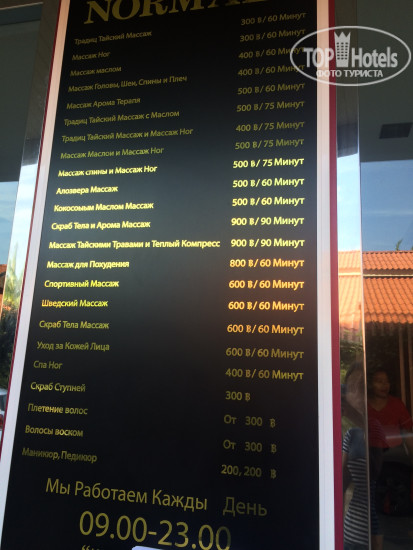 NORMAL
Традиц Тайский Массаж 300 ฿/ 60 Минут
Массаж Ног 300 ฿/ 60 Минут
Массаж маслом 400 ฿/ 60 Минут
Массаж Головы, Шеи, Спины и Плеч 400 ฿/ 60 Минут
Массаж Арома Терапя 500 ฿/ 60 Минут
Традиц Тайский Массаж с Маслом 500 ฿/ 75 Минут
Традиц Тайский Массаж и Массаж Ног 400 ฿/ 75 Минут
Массаж Маслом и Массаж Ног 500 ฿/ 75 Минут
Массаж спины и Массаж Ног 500 ฿/ 75 Минут
Алозвера Массаж 500 ฿/ 60 Минут
Кокосоыым Маслом Массаж 500 ฿/ 60 Минут
Скраб Тела и Арома Массаж 900 ฿/ 90 Минут
Массаж Тайскими Травами и Теплый Компресс 900 ฿/ 90 Минут
Массаж для Похудения 800 ฿/ 60 Минут
Спортивный Массаж 600 ฿/ 60 Минут
Шведский Массаж 600 ฿/ 60 Минут
Скраб Тела Массаж 600 ฿/ 60 Минут
Уход за Кожей Лица 600 ฿/ 60 Минут
Спа Ног 400 ฿/ 60 Минут
Скраб Ступней 300 ฿
Плетение волос От 300 ฿
Волосы воском От 300 ฿
Маникюр, Педикюр 200, 200 ฿
Мы Работаем Кажды День
09.00-23.00
TOP Hotels
ФОТО ТУРИСТА